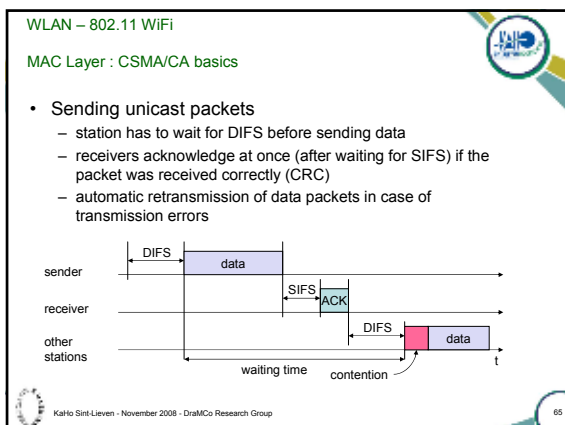 WLAN – 802.11 WiFi
MAC Layer : CSMA/CA basics
KaHO
• Sending unicast packets
– station has to wait for DIFS before sending data
– receivers acknowledge at once (after waiting for SIFS) if the
packet was received correctly (CRC)
– automatic retransmission of data packets in case of
transmission errors
DIFS
data
sender
SIFS
ACK
receiver
DIFS
data
other
stations
t
waiting time
contention
KaHo Sint-Lieven - November 2008 - DraMCo Research Group
65